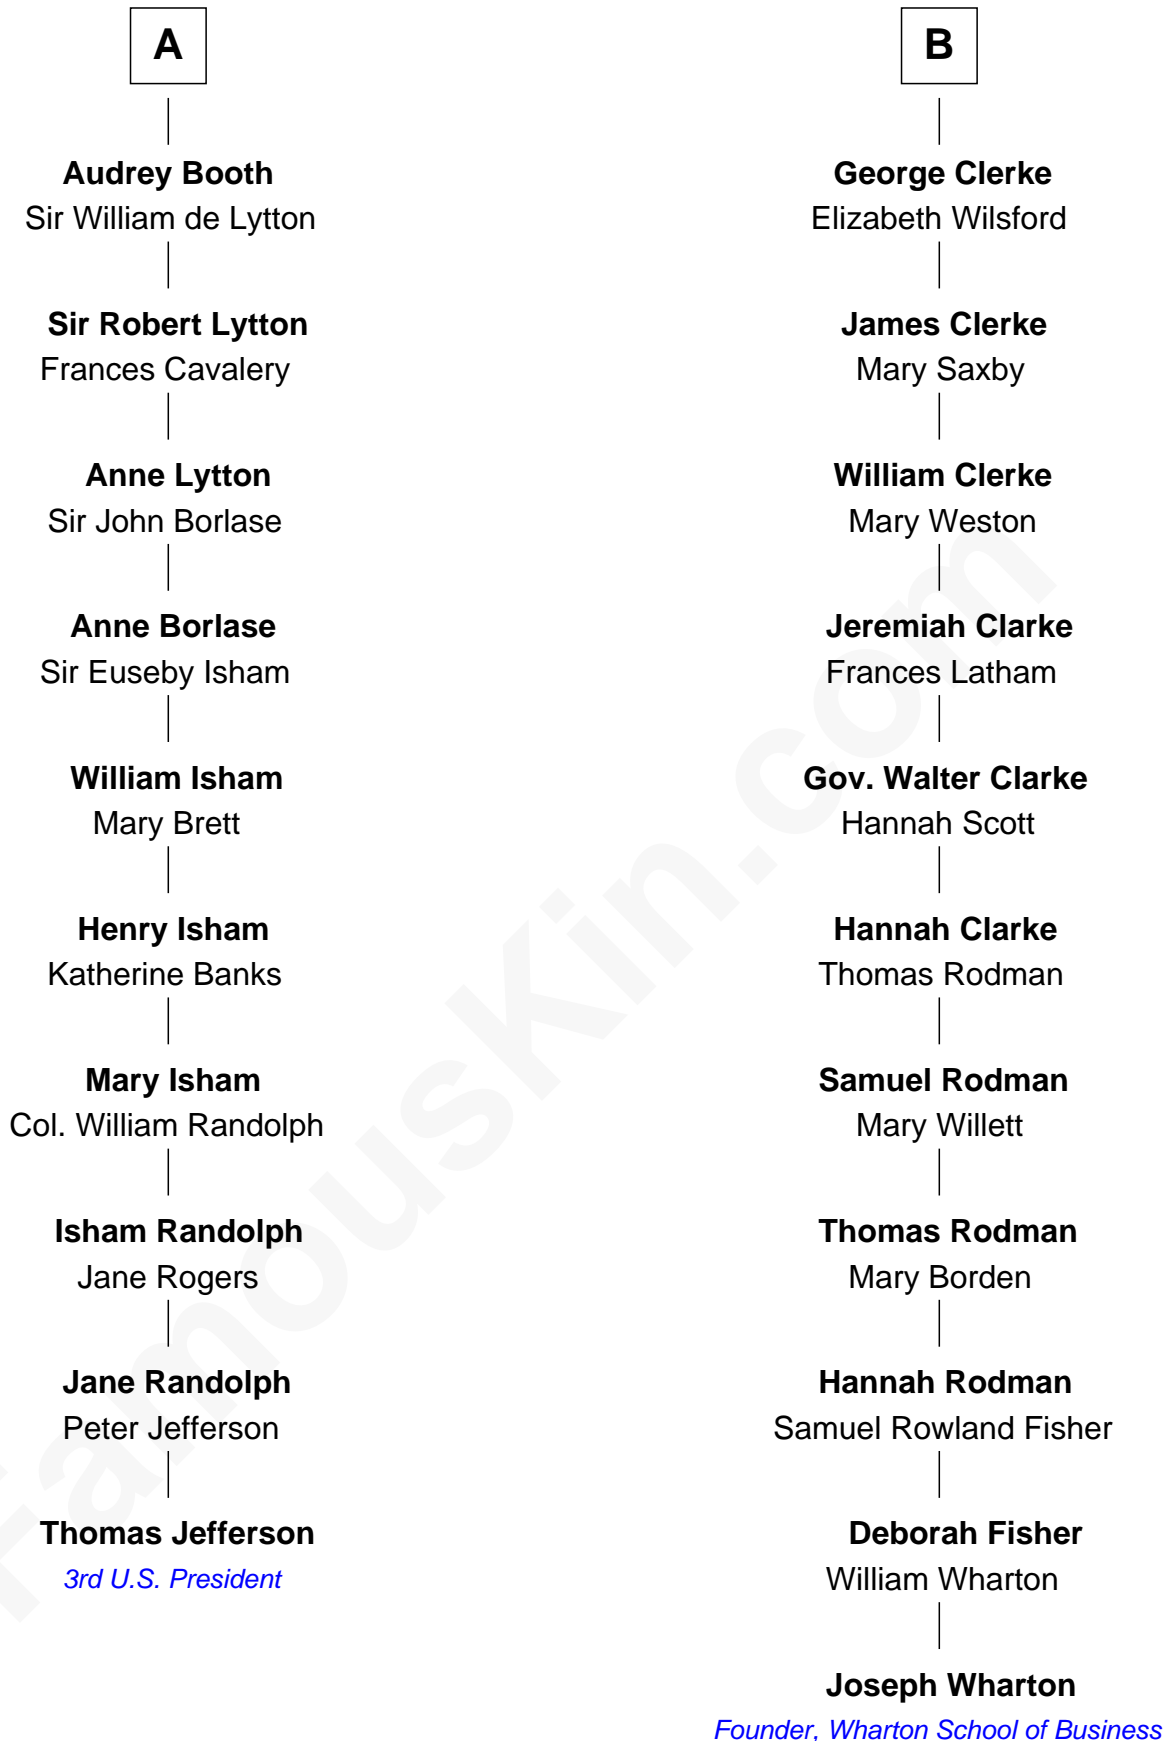 A
Audrey Booth
Sir William de Lytton
Sir Robert Lytton
Frances Cavalery
Anne Lytton
Sir John Borlase
Anne Borlase
Sir Euseby Isham
William Isham
Mary Brett
Henry Isham
Katherine Banks
Mary Isham
Col. William Randolph
Isham Randolph
Jane Rogers
Jane Randolph
Peter Jefferson
Thomas Jefferson
3rd U.S. President
B
George Clerke
Elizabeth Wilsford
James Clerke
Mary Saxby
William Clerke
Mary Weston
Jeremiah Clarke
Frances Latham
Gov. Walter Clarke
Hannah Scott
Hannah Clarke
Thomas Rodman
Samuel Rodman
Mary Willett
Thomas Rodman
Mary Borden
Hannah Rodman
Samuel Rowland Fisher
Deborah Fisher
William Wharton
Joseph Wharton
Founder, Wharton School of Business
FamousKin.com